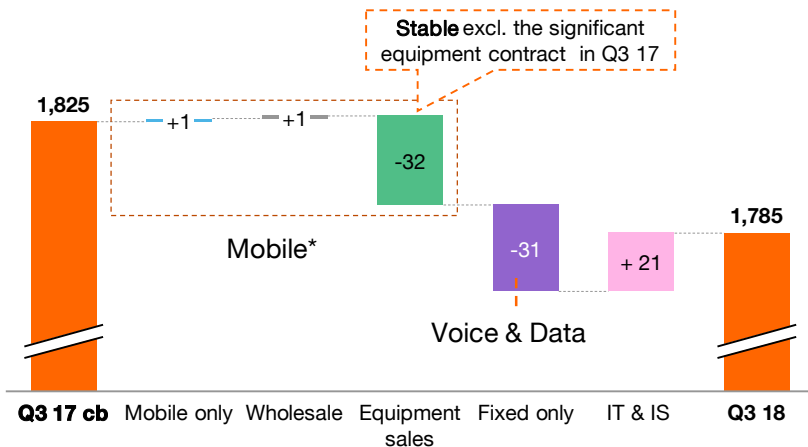 Stable excl. the significant
equipment contract in Q3 17
1,825
+1
+1
-32
1,785
Mobile*
-31
+ 21
Voice & Data
Q3 17 cb
Mobile only
Wholesale
Equipment
sales
Fixed only
IT & IS
Q3 18